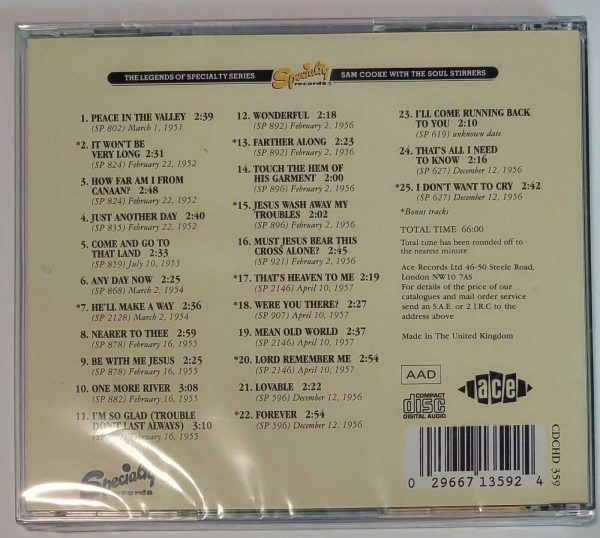 THE LEGENDS OF SPECIALTY SERIES
Specialty
records
SAM COOKE WITH THE SOUL STIRRERS
1. PEACE IN THE VALLEY 2:39
(SP 802) March 1, 1951
*2. IT WON'T BE
VERY LONG 2:31
(SP 824) February 22, 1952
3. HOW FAR AM I FROM
CANAAN? 2:48
(SP 824) February 22, 1952
4. JUST ANOTHER DAY 2:40
(SP 835) February 22, 1952
5. COME AND GO TO
THAT LAND 2:33
(SP 859) July 10, 1953
6. ANY DAY NOW 2:25
(SP 868) March 2, 1954
*7. HE'LL MAKE A WAY 2:36
(SP 2128) March 2, 1954
8. NEARER TO THEE 2:59
(SP 878) February 16, 1955
9. BE WITH ME JESUS 2:25
(SP 878) February 16, 1955
10. ONE MORE RIVER 3:08
(SP 882) February 16, 1955
11. I'M SO GLAD (TROUBLE
DON'T LAST ALWAYS) 3:10
February 16, 1955
12. WONDERFUL 2:18
(SP 892) February 2, 1956
*13. FARTHER ALONG 2:23
(SP 892) February 2, 1956
14. TOUCH THE HEM OF
HIS GARMENT 2:00
(SP 896) February 2, 1956
*15. JESUS WASH AWAY MY
TROUBLES 2:02
(SP 896) February 2, 1956
16. MUST JESUS BEAR THIS
CROSS ALONE? 2:45
(SP 921) February 2, 1956
*17. THAT'S HEAVEN TO ME 2:19
(SP 2146) April 10, 1957
*18. WERE YOU THERE? 2:27
(SP 907) April 10, 1957
19. MEAN OLD WORLD 2:37
(SP 2146) April 10, 1957
*20. LORD REMEMBER ME 2:54
(SP 2146) April 10, 1957
21. LOVABLE 2:22
(SP 596) December 12, 1956
*22. FOREVER 2:54
(SP 596) December 12, 1956
23. I'LL COME RUNNING BACK
TO YOU 2:10
(SP 619) unknown date
24. THAT'S ALL I NEED
TO KNOW 2:16
(SP 627) December 12, 1956
*25. I DON'T WANT TO CRY 2:42
(SP 627) December 12, 1956
*Bonus tracks
TOTAL TIME 66:00
Total time has been rounded off to
the nearest minute
Ace Records Ltd 46-50 Steele Road,
London NW10 7AS
For details of the price of our
catalogues and mail order service
send an S.A.E. or 2 I.R.C to the
address above
Made in The United Kingdom
AAD
ace
COMPACT
disc
DIGITAL AUDIO
CDCHD 359
0 29667 13592 4
Specialty
records